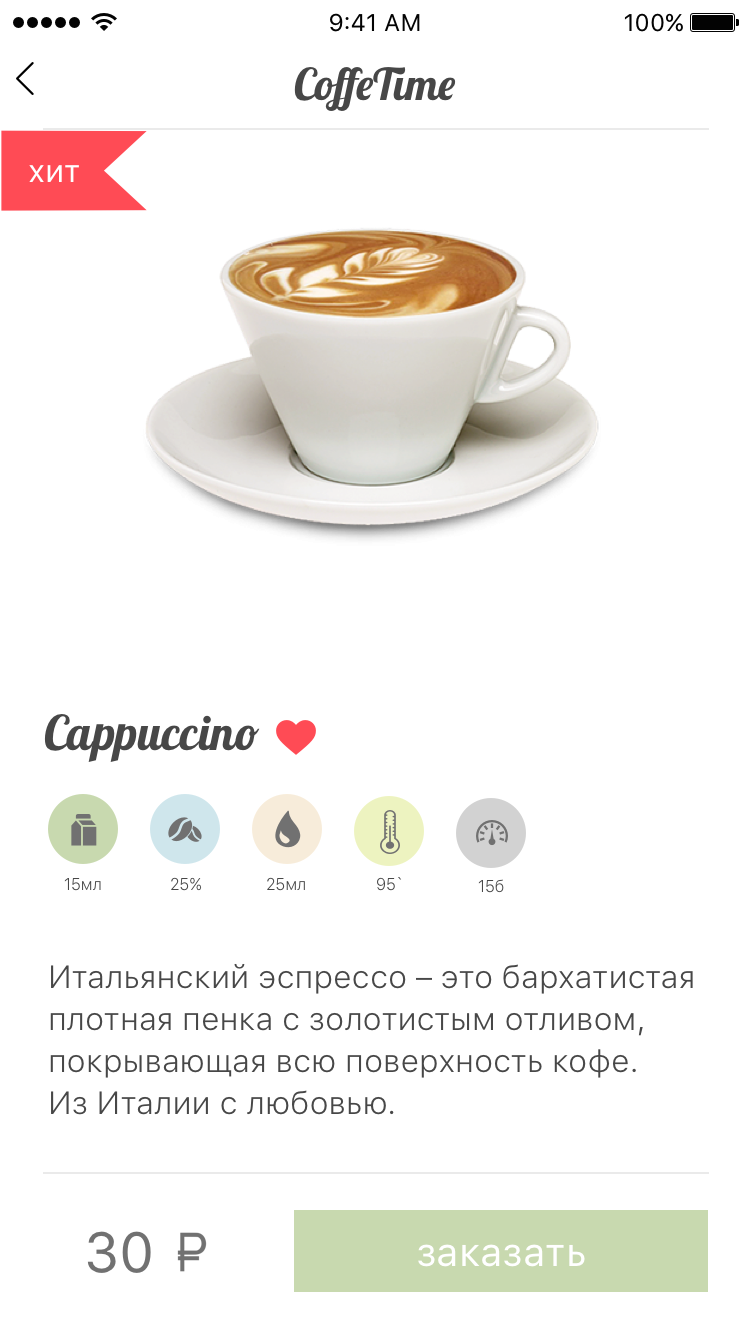 9:41 AM
100%
CoffeTime
хит
Cappuccino
15мл
25%
25мл
95`
15б
Итальянский эспрессо – это бархатистая
плотная пенка с золотистым отливом,
покрывающая всю поверхность кофе.
Из Италии с любовью.
30 ₽
заказать